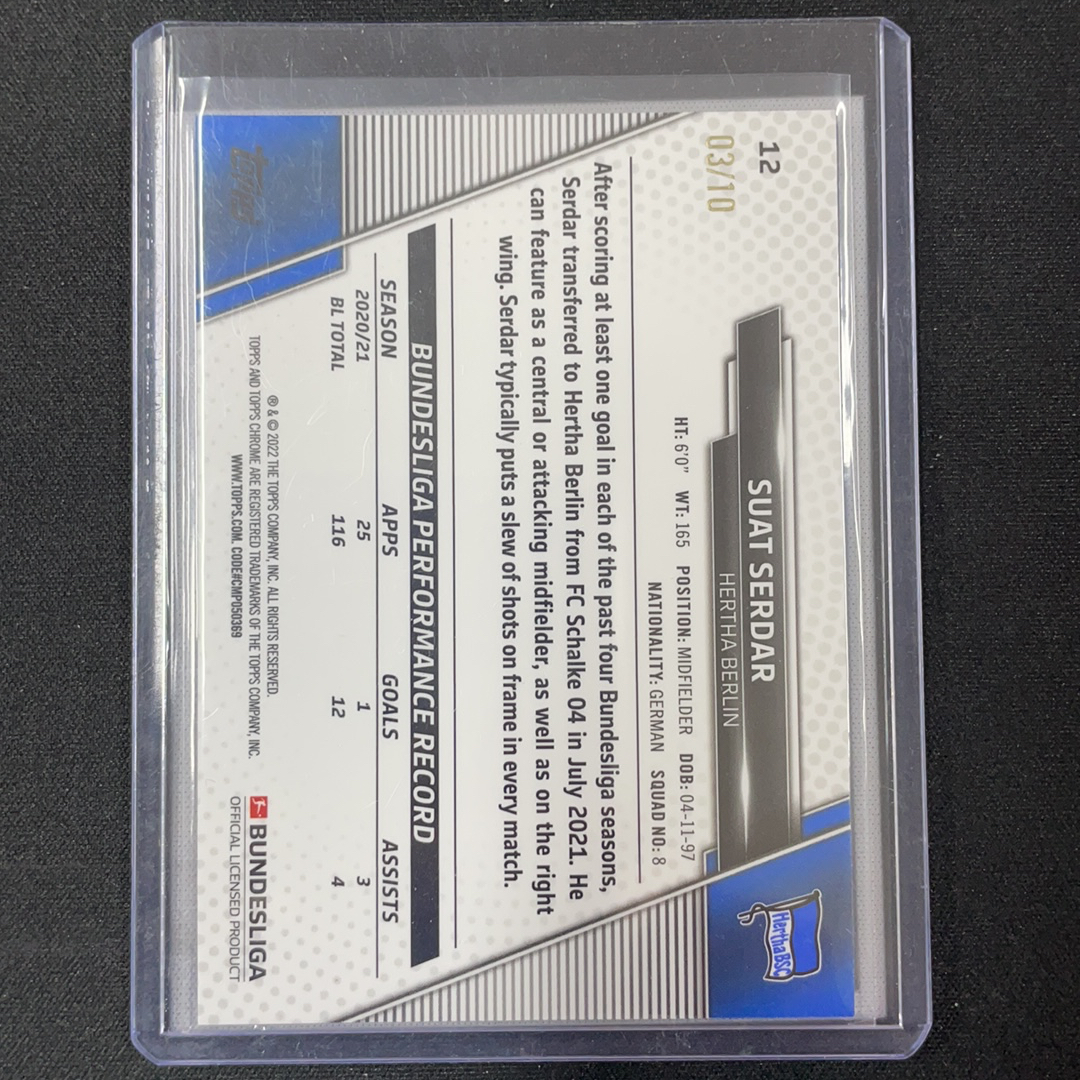 12
03/10
SUAT SERDAR
HERTHA BERLIN
Hertha BSC
HT: 6'0" WT: 165 POSITION: MIDFIELDER DOB: 04-11-97
NATIONALITY: GERMAN SQUAD NO: 8
After scoring at least one goal in each of the past four Bundesliga seasons,
Serdar transferred to Hertha Berlin from FC Schalke 04 in July 2021. He
can feature as a central or attacking midfielder, as well as on the right
wing. Serdar typically puts a slew of shots on frame in every match.
BUNDESLIGA PERFORMANCE RECORD
SEASON APPS GOALS ASSISTS
2020/21 25 1 3
BL TOTAL 116 12 4
topps
® & © 2022 THE TOPPS COMPANY, INC. ALL RIGHTS RESERVED.
TOPPS AND TOPPS CHROME ARE REGISTERED TRADEMARKS OF THE TOPPS COMPANY, INC.
WWW.TOPPS.COM. CODE#CMP050369
BUNDESLIGA
OFFICIAL LICENSED PRODUCT